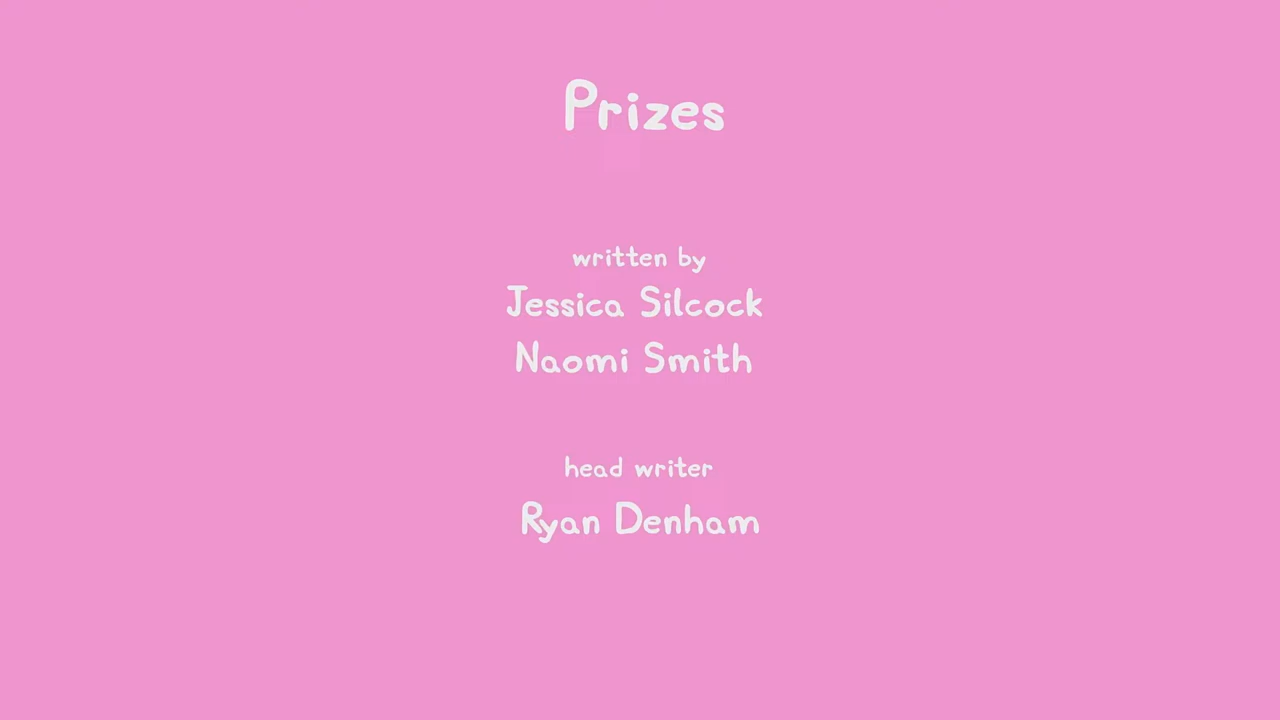 Prizes
written by
Jessica Silcock
Naomi Smith
head writer
Ryan Denham